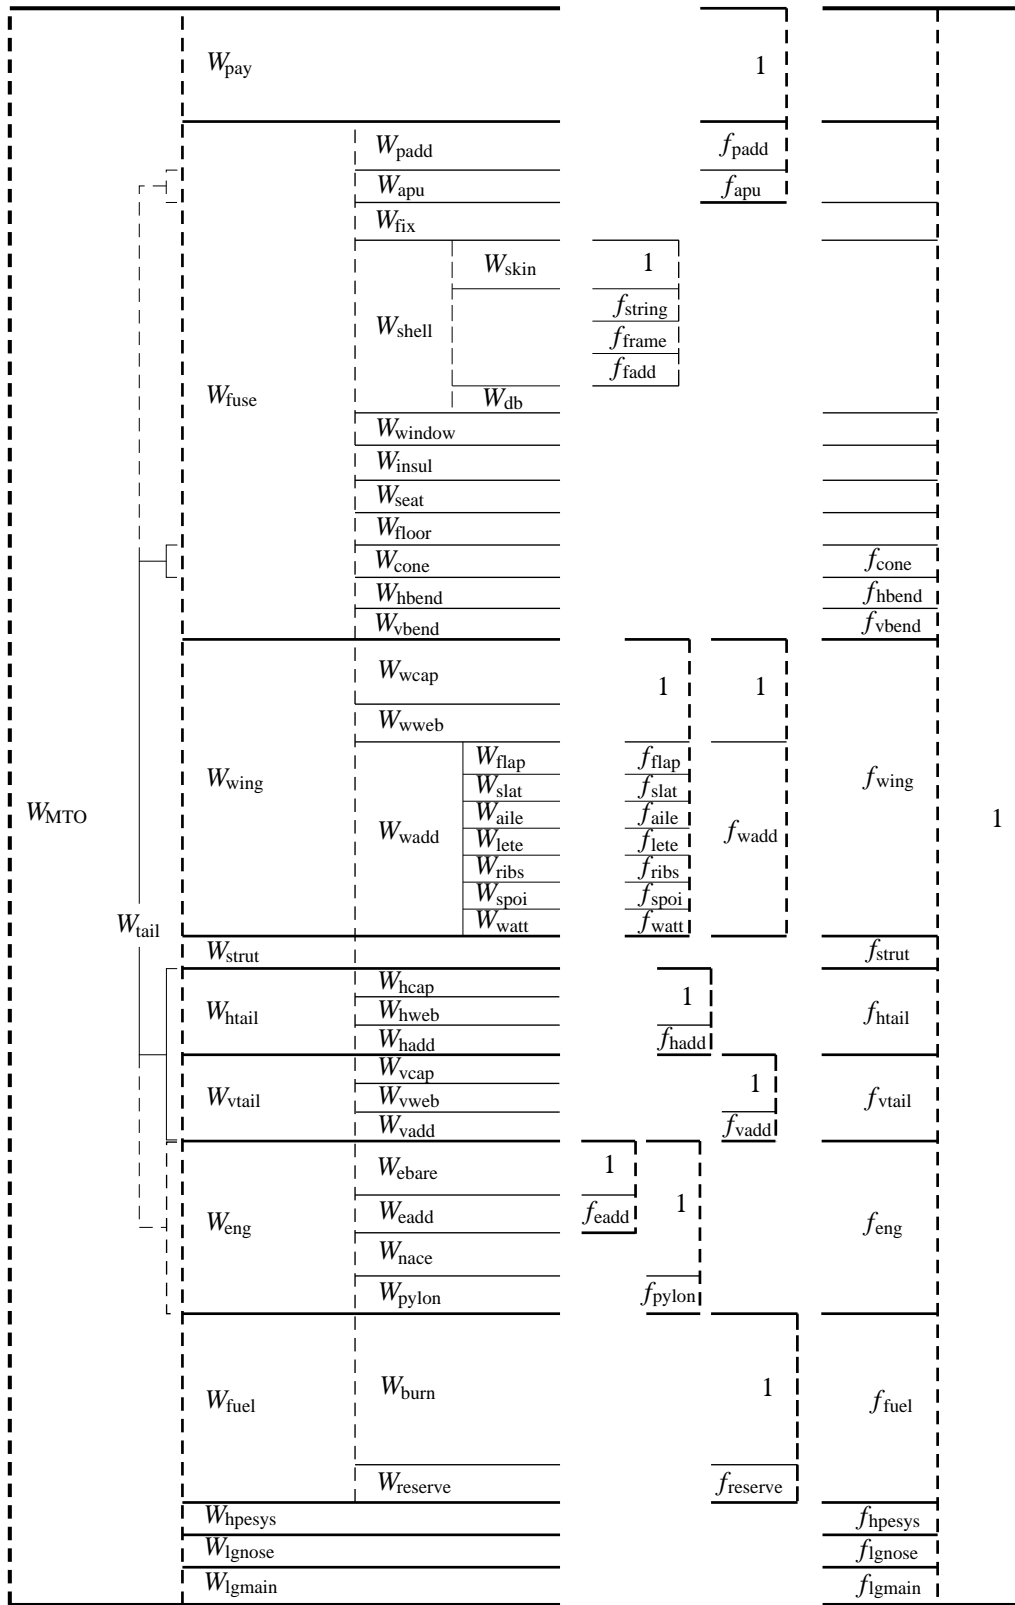 W_pay 1
W_padd f_padd
W_apu f_apu
W_fix
W_skin 1
f_string
W_shell
f_frame
f_fadd
W_fuse
W_db
W_window
W_insul
W_seat
W_floor
W_cone f_cone
W_hbend f_hbend
W_vbend f_vbend
W_wcap 1 1
W_wweb
W_flap f_flap
W_wing f_wing
W_slat f_slat
W_MTO W_aile f_aile 1
W_wadd f_wadd
W_lete f_lete
W_ribs f_ribs
W_spoi f_spoi
W_tail W_watt f_watt
W_strut f_strut
W_hcap 1
W_htail W_hweb f_htail
W_hadd f_hadd
W_vcap 1
W_vtail W_vweb f_vtail
W_vadd f_vadd
W_ebare 1 1
W_eadd f_eadd
W_eng f_eng
W_nace
W_pylon f_pylon
W_burn 1
W_fuel f_fuel
W_reserve f_reserve
W_hpesys f_hpesys
W_lgnose f_lgnose
W_lgmain f_lgmain